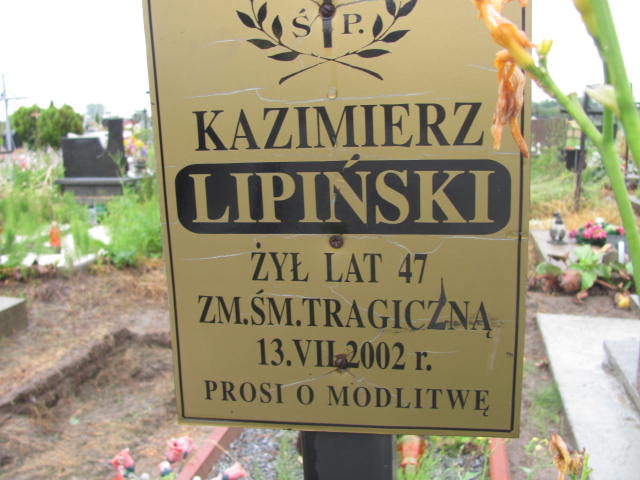 Ś P.
KAZIMIERZ
LIPIŃSKI
ŻYŁ LAT 47
ZM.ŚM.TRAGICZNĄ
13.VII.2002 r.
PROSI O MODLITWĘ